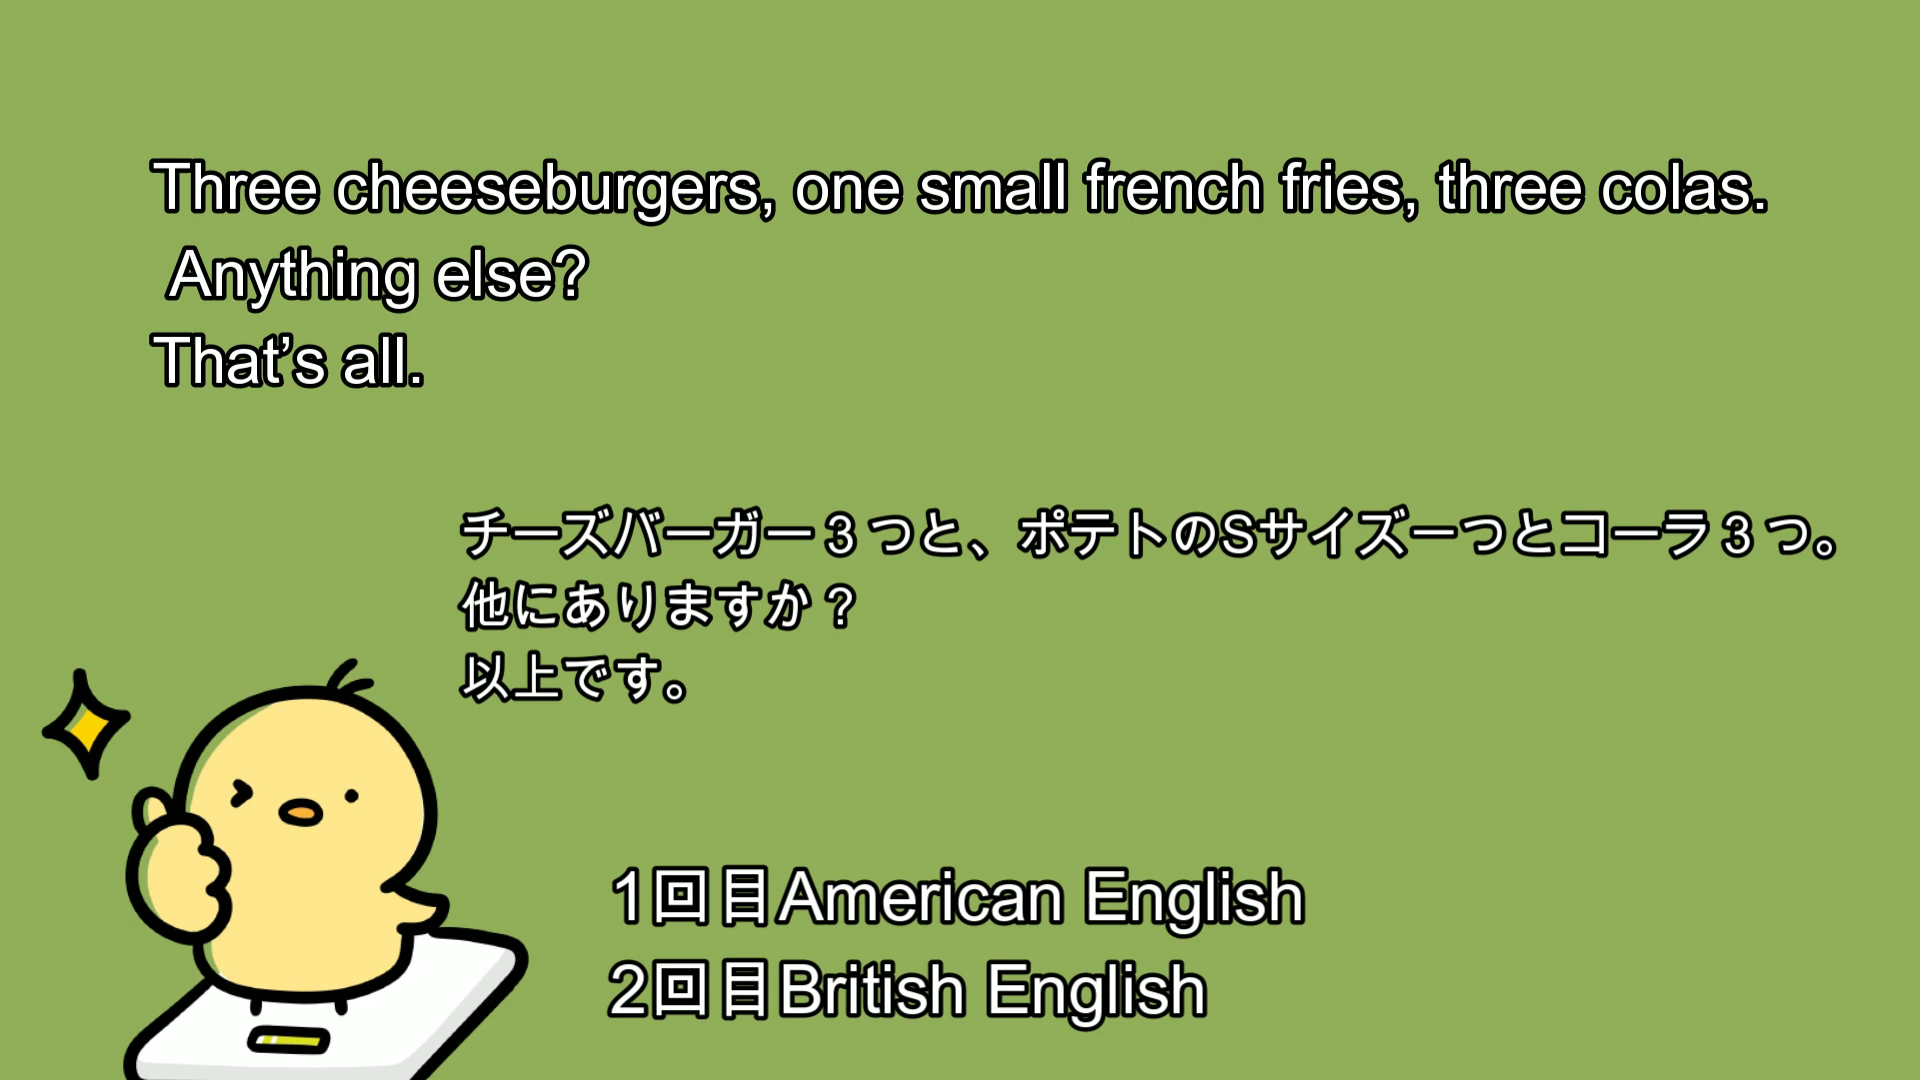 Three cheeseburgers, one small french fries, three colas.
Anything else?
That’s all.
チーズバーガー３つと、ポテトのSサイズ一つとコーラ３つ。
他にありますか？
以上です。
1回目American English
2回目British English